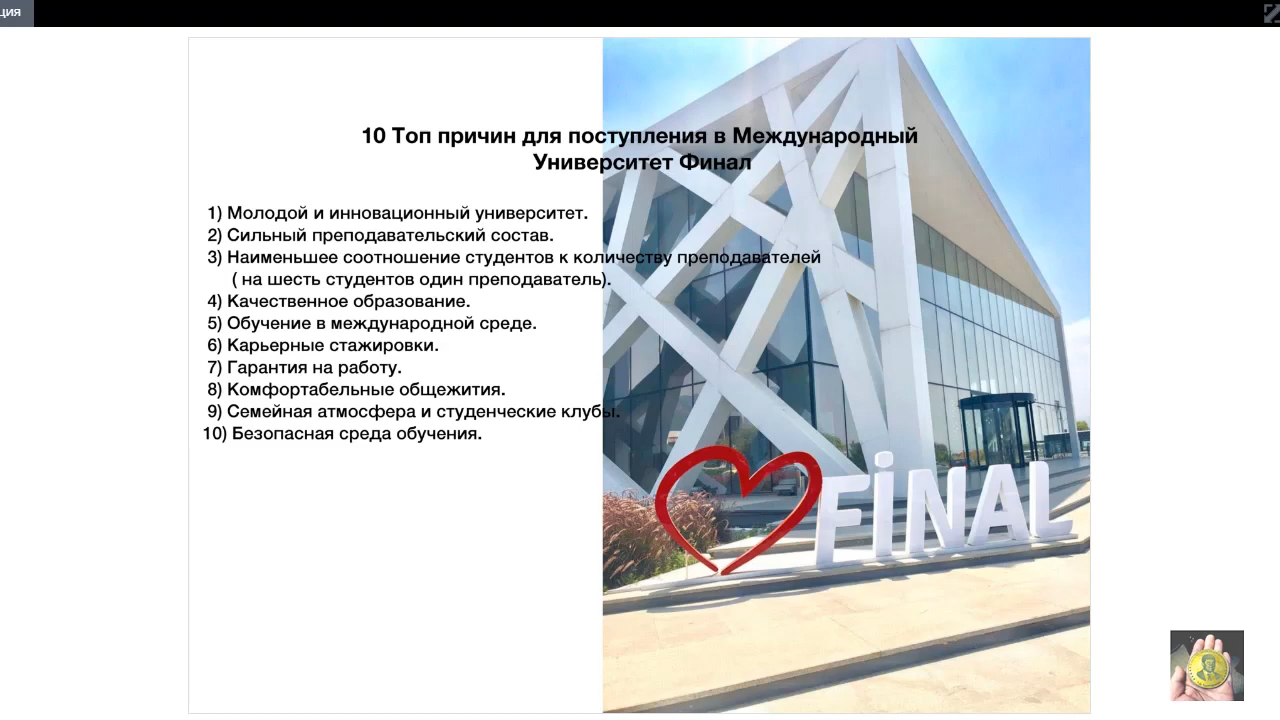 ция
10 Топ причин для поступления в Международный
Университет Финал
1) Молодой и инновационный университет.
2) Сильный преподавательский состав.
3) Наименьшее соотношение студентов к количеству преподавателей
( на шесть студентов один преподаватель).
4) Качественное образование.
5) Обучение в международной среде.
6) Карьерные стажировки.
7) Гарантия на работу.
8) Комфортабельные общежития.
9) Семейная атмосфера и студенческие клубы.
10) Безопасная среда обучения.
FİNAL